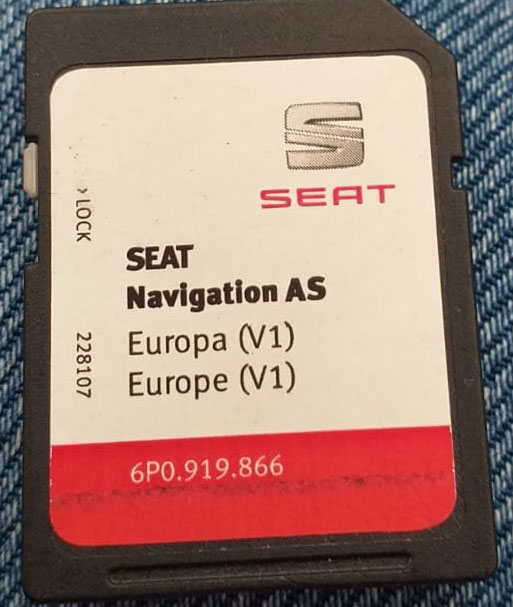 SEAT
› LOCK
SEAT
Navigation AS
Europa (V1)
Europe (V1)
228107
6P0.919.866